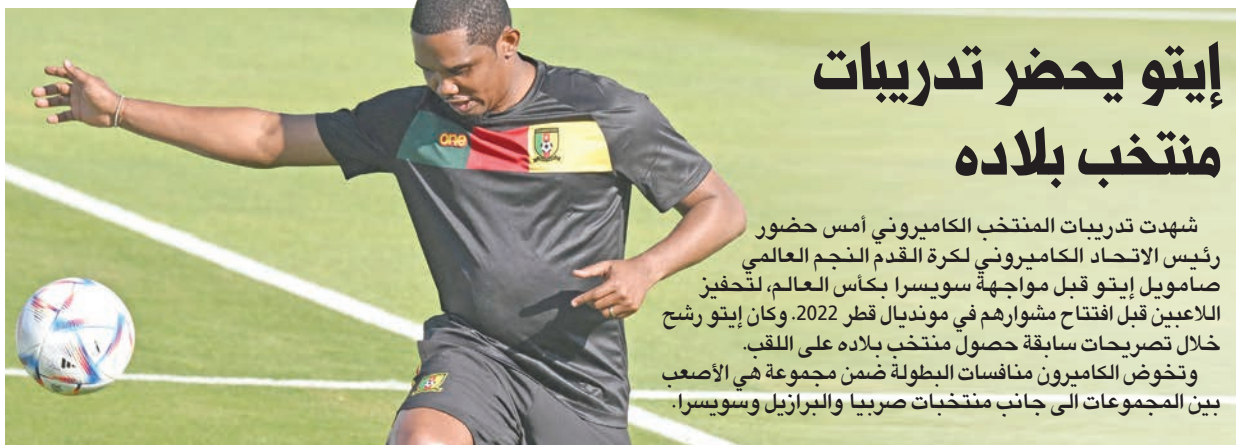 إيتو يحضر تدريبات
منتخب بلاده
شهدت تدريبات المنتخب الكاميروني أمس حضور
رئيس الاتحاد الكاميروني لكرة القدم النجم العالمي
صامويل إيتو قبل مواجهة سويسرا بكأس العالم، لتحفيز
اللاعبين قبل افتتاح مشوارهم في مونديال قطر 2022. وكان إيتو رشح
خلال تصريحات سابقة حصول منتخب بلاده على اللقب.
وتخوض الكاميرون منافسات البطولة ضمن مجموعة هي الأصعب
بين المجموعات الى جانب منتخبات صربيا والبرازيل وسويسرا.
one